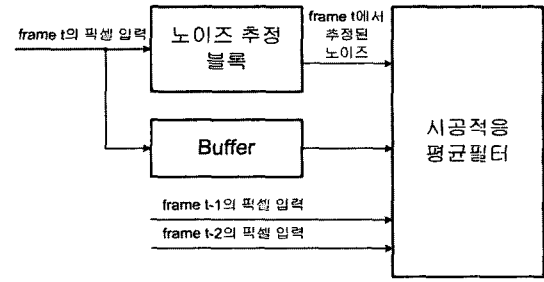 frame t의 픽셀 입력
노이즈 추정
블록
frame t에서
추정된
노이즈
Buffer
시공적응
평균필터
frame t-1의 픽셀 입력
frame t-2의 픽셀 입력